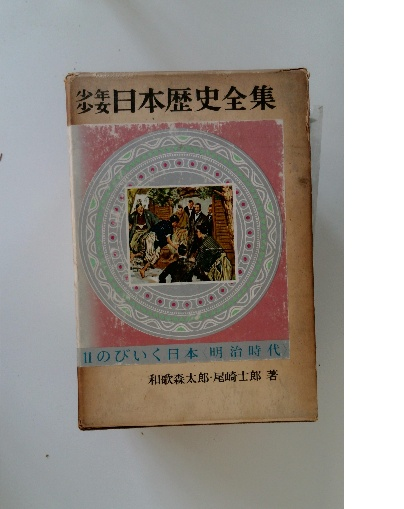 少年少女日本歴史全集
11のびいく日本 明治時代
和歌森太郎・尾崎士郎 著